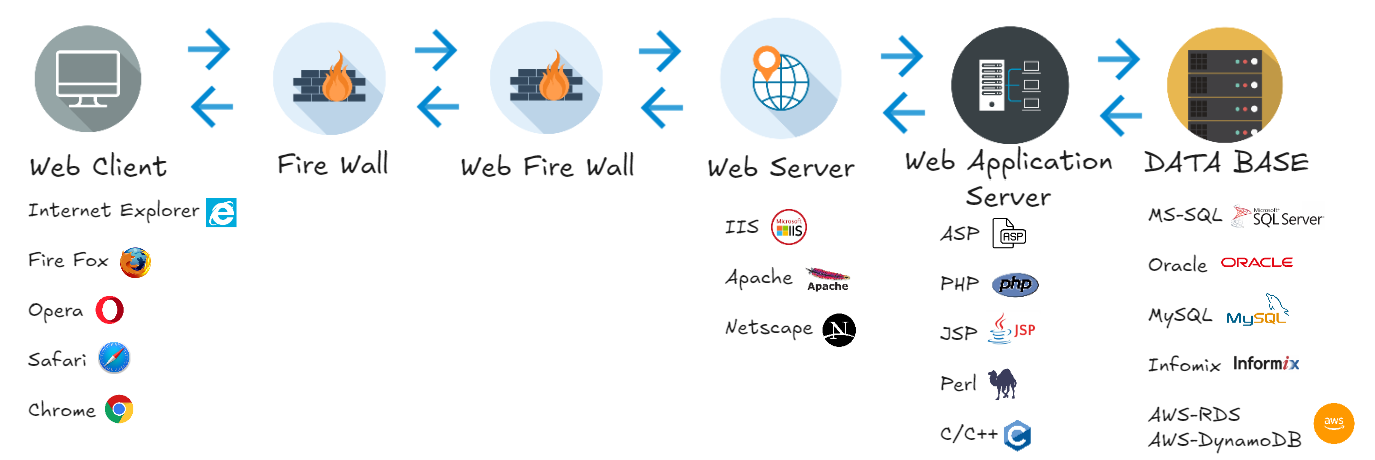 Web Client
Fire Wall
Web Fire Wall
Web Server
Web Application
Server
DATA BASE
Internet Explorer
Fire Fox
Opera
Safari
Chrome
IIS
Microsoft
IIS
Apache
Apache
Netscape
N
ASP
ASP
PHP
php
JSP
JSP
Perl
C/C++
C
MS-SQL
Microsoft
SQL Server
Oracle
ORACLE
MySQL
MySQL
Infomix
Informix
AWS-RDS
AWS-DynamoDB
aws